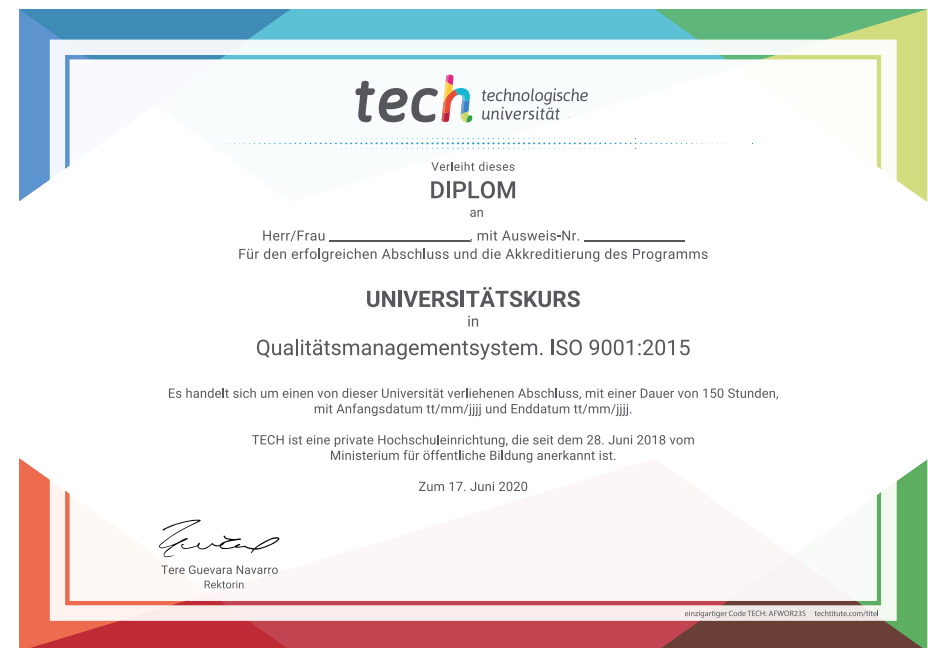 tech technologische
universität
Verleiht dieses
DIPLOM
an
Herr/Frau ____________________, mit Ausweis-Nr. ______________
Für den erfolgreichen Abschluss und die Akkreditierung des Programms
UNIVERSITÄTSKURS
in
Qualitätsmanagementsystem. ISO 9001:2015
Es handelt sich um einen von dieser Universität verliehenen Abschluss, mit einer Dauer von 150 Stunden,
mit Anfangsdatum tt/mm/jjjj und Enddatum tt/mm/jjjj.
TECH ist eine private Hochschuleinrichtung, die seit dem 28. Juni 2018 vom
Ministerium für öffentliche Bildung anerkannt ist.
Zum 17. Juni 2020
Tere Guevara Navarro
Rektorin
einzigartiger Code TECH: AFWOR23S techtitute.com/titel